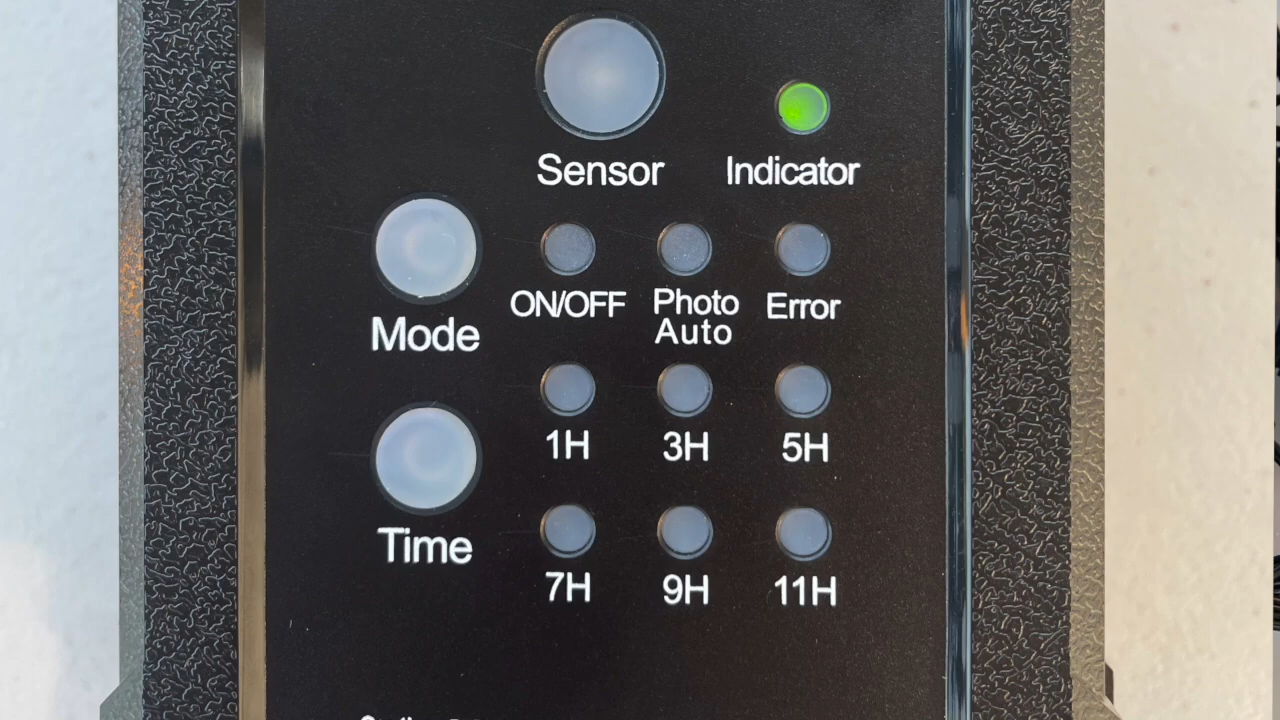 Sensor
Indicator
Mode
ON/OFF
Photo
Auto
Error
1H
3H
5H
Time
7H
9H
11H